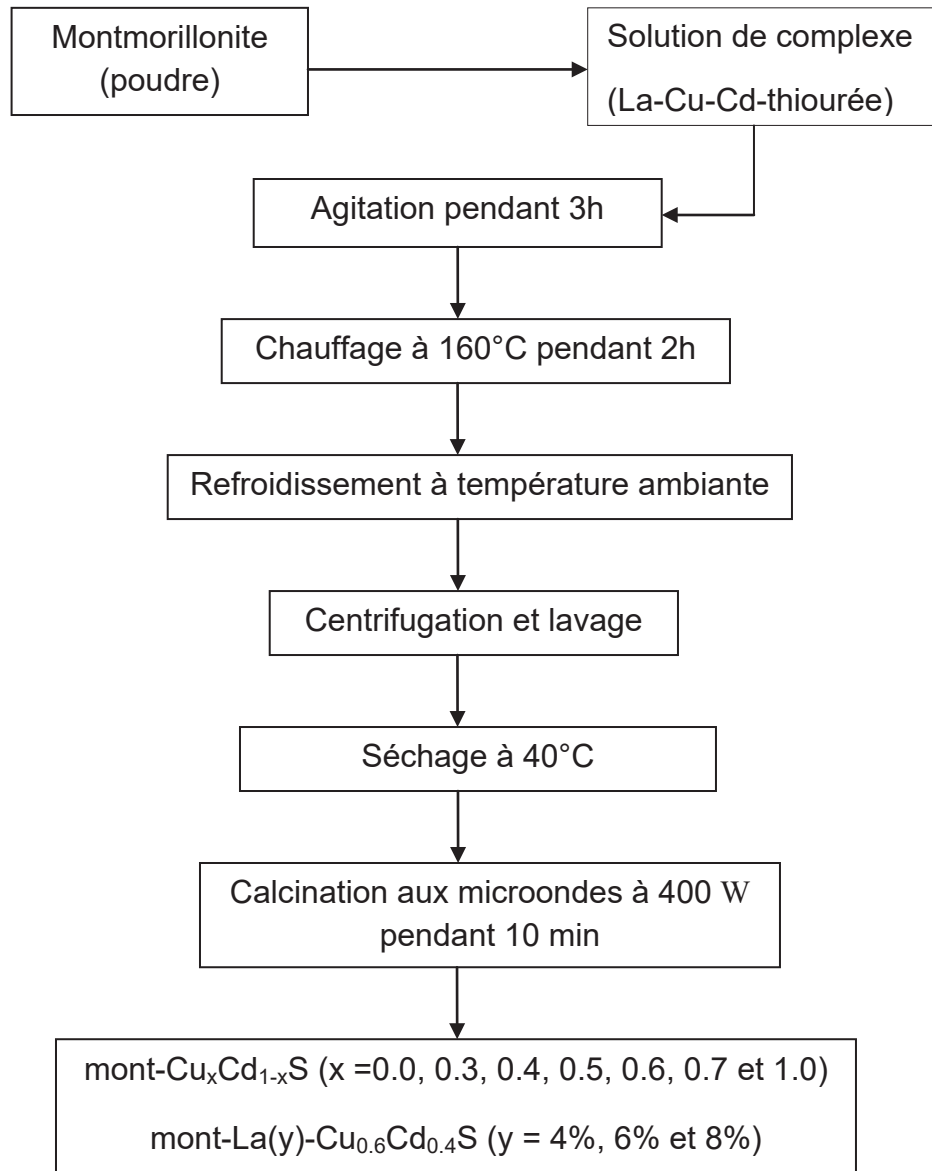 Montmorillonite
(poudre)
Solution de complexe
(La-Cu-Cd-thiourée)
Agitation pendant 3h
Chauffage à 160°C pendant 2h
Refroidissement à température ambiante
Centrifugation et lavage
Séchage à 40°C
Calcination aux microondes à 400 W
pendant 10 min
mont-CuxCd1-xS (x =0.0, 0.3, 0.4, 0.5, 0.6, 0.7 et 1.0)
mont-La(y)-Cu0.6Cd0.4S (y = 4%, 6% et 8%)